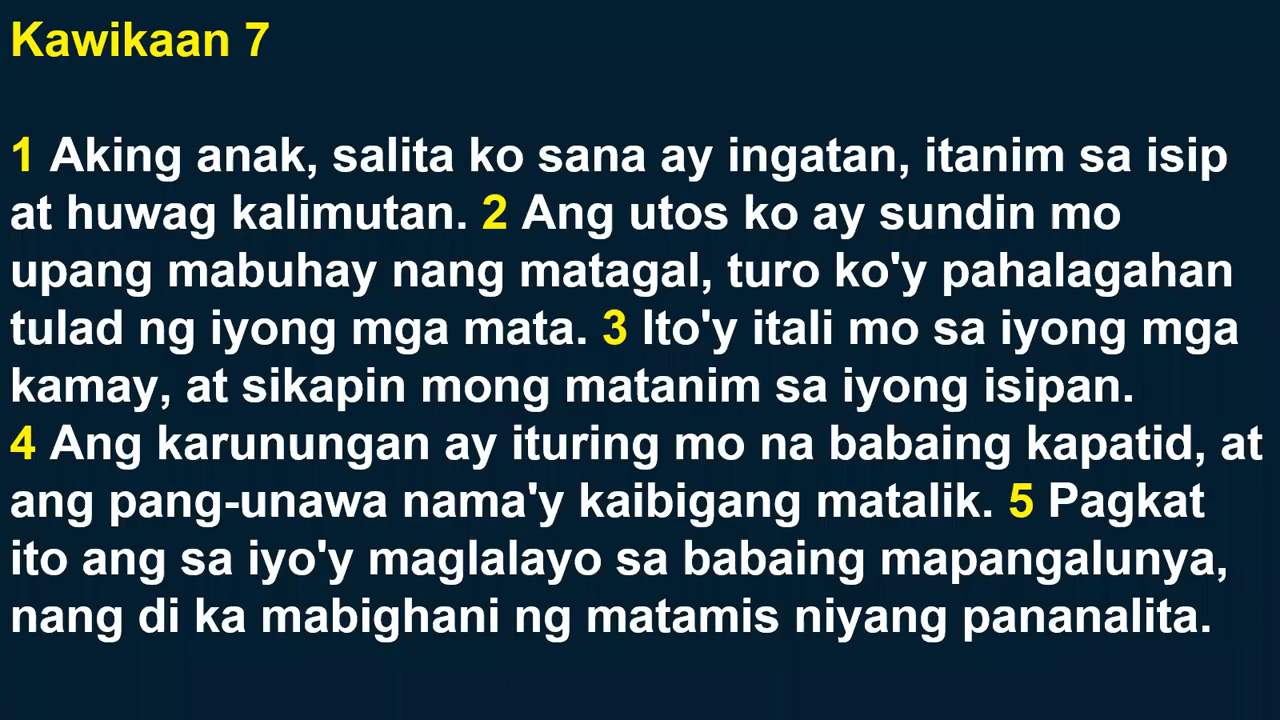 Kawikaan 7
1 Aking anak, salita ko sana ay ingatan, itanim sa isip
at huwag kalimutan. 2 Ang utos ko ay sundin mo
upang mabuhay nang matagal, turo ko'y pahalagahan
tulad ng iyong mga mata. 3 Ito'y itali mo sa iyong mga
kamay, at sikapin mong matanim sa iyong isipan.
4 Ang karunungan ay ituring mo na babaing kapatid, at
ang pang-unawa nama'y kaibigang matalik. 5 Pagkat
ito ang sa iyo'y maglalayo sa babaing mapangalunya,
nang di ka mabighani ng matamis niyang pananalita.